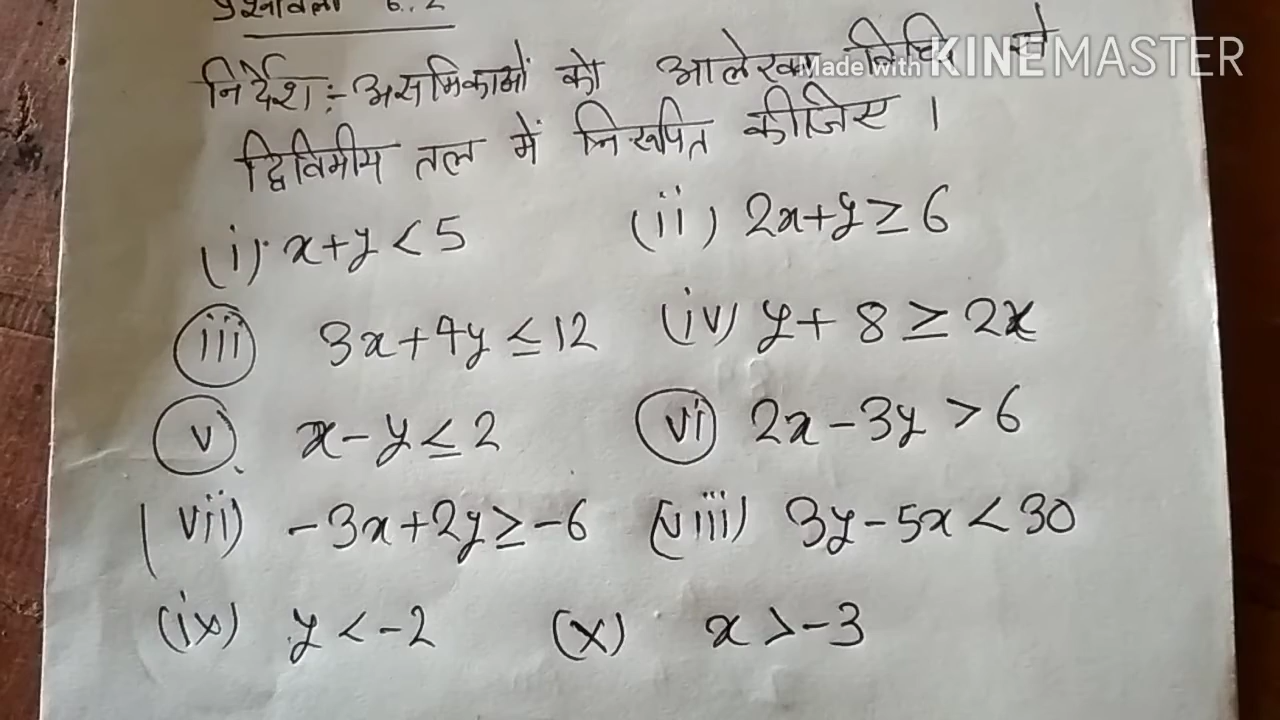 प्रश्नावली 6.2
निर्देश :- असमिकाओं को आलेखन विधि से
द्विविमीय तल में निरूपित कीजिए ।
(i) x+y < 5 (ii) 2x+y ≥ 6
(iii) 3x+4y ≤ 12 (iv) y+8 ≥ 2x
(v) x-y ≤ 2 (vi) 2x-3y > 6
(vii) -3x+2y ≥ -6 (viii) 3y-5x < 30
(ix) y < -2 (x) x > -3
Made with KINEMASTER